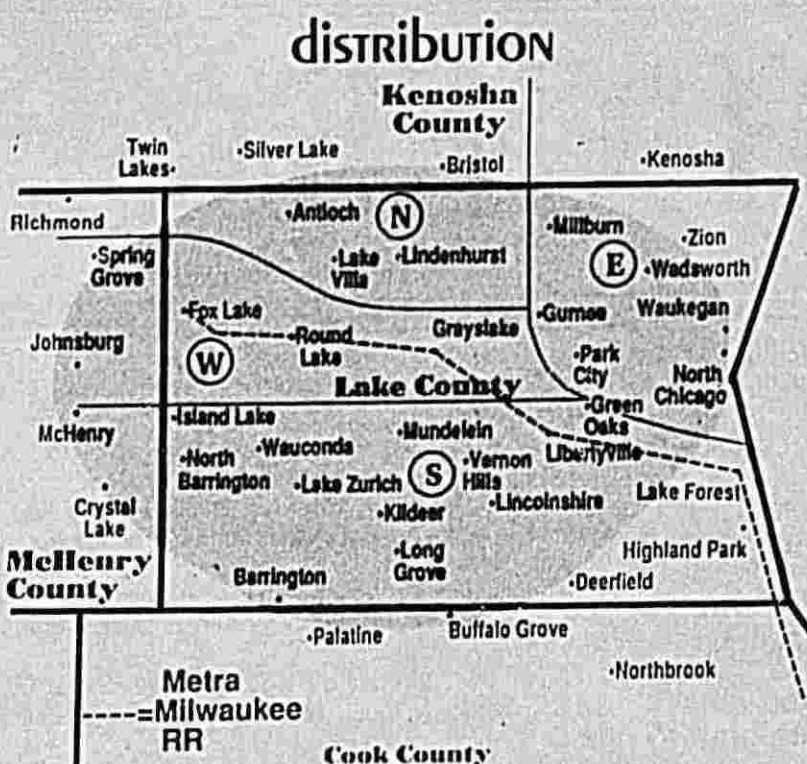 distribution
Kenosha
County
Twin
Lakes
Silver Lake
Bristol
Kenosha
Richmond
Antioch
N
Millburn
Zion
Spring
Grove
Lake
Villa
Lindenhurst
E
Wadsworth
Fox Lake
Gurnee
Waukegan
Johnsburg
Round
Lake
Grayslake
W
Park
City
North
Chicago
Lake County
McHenry
Island Lake
Green
Oaks
Mundelein
Wauconda
North
Barrington
Lake Zurich
S
Vernon
Hills
Libertyville
Lincolnshire
Lake Forest
Crystal
Lake
Kildeer
McHenry
County
Long
Grove
Highland Park
Barrington
Deerfield
Palatine
Buffalo Grove
Northbrook
Metra
----=Milwaukee
RR
Cook County